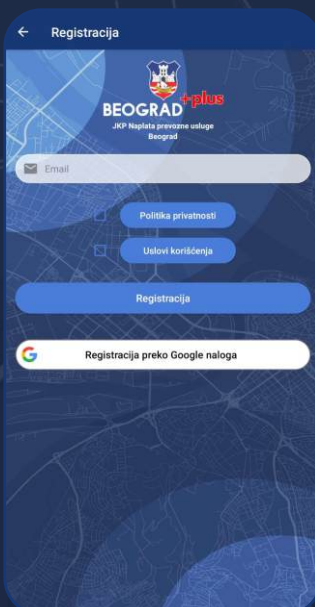 Registracija
BEOGRAD
+plus
JKP Naplata prevozne usluge
Beograd
Email
Politika privatnosti
Uslovi korišćenja
Registracija
Registracija preko Google naloga